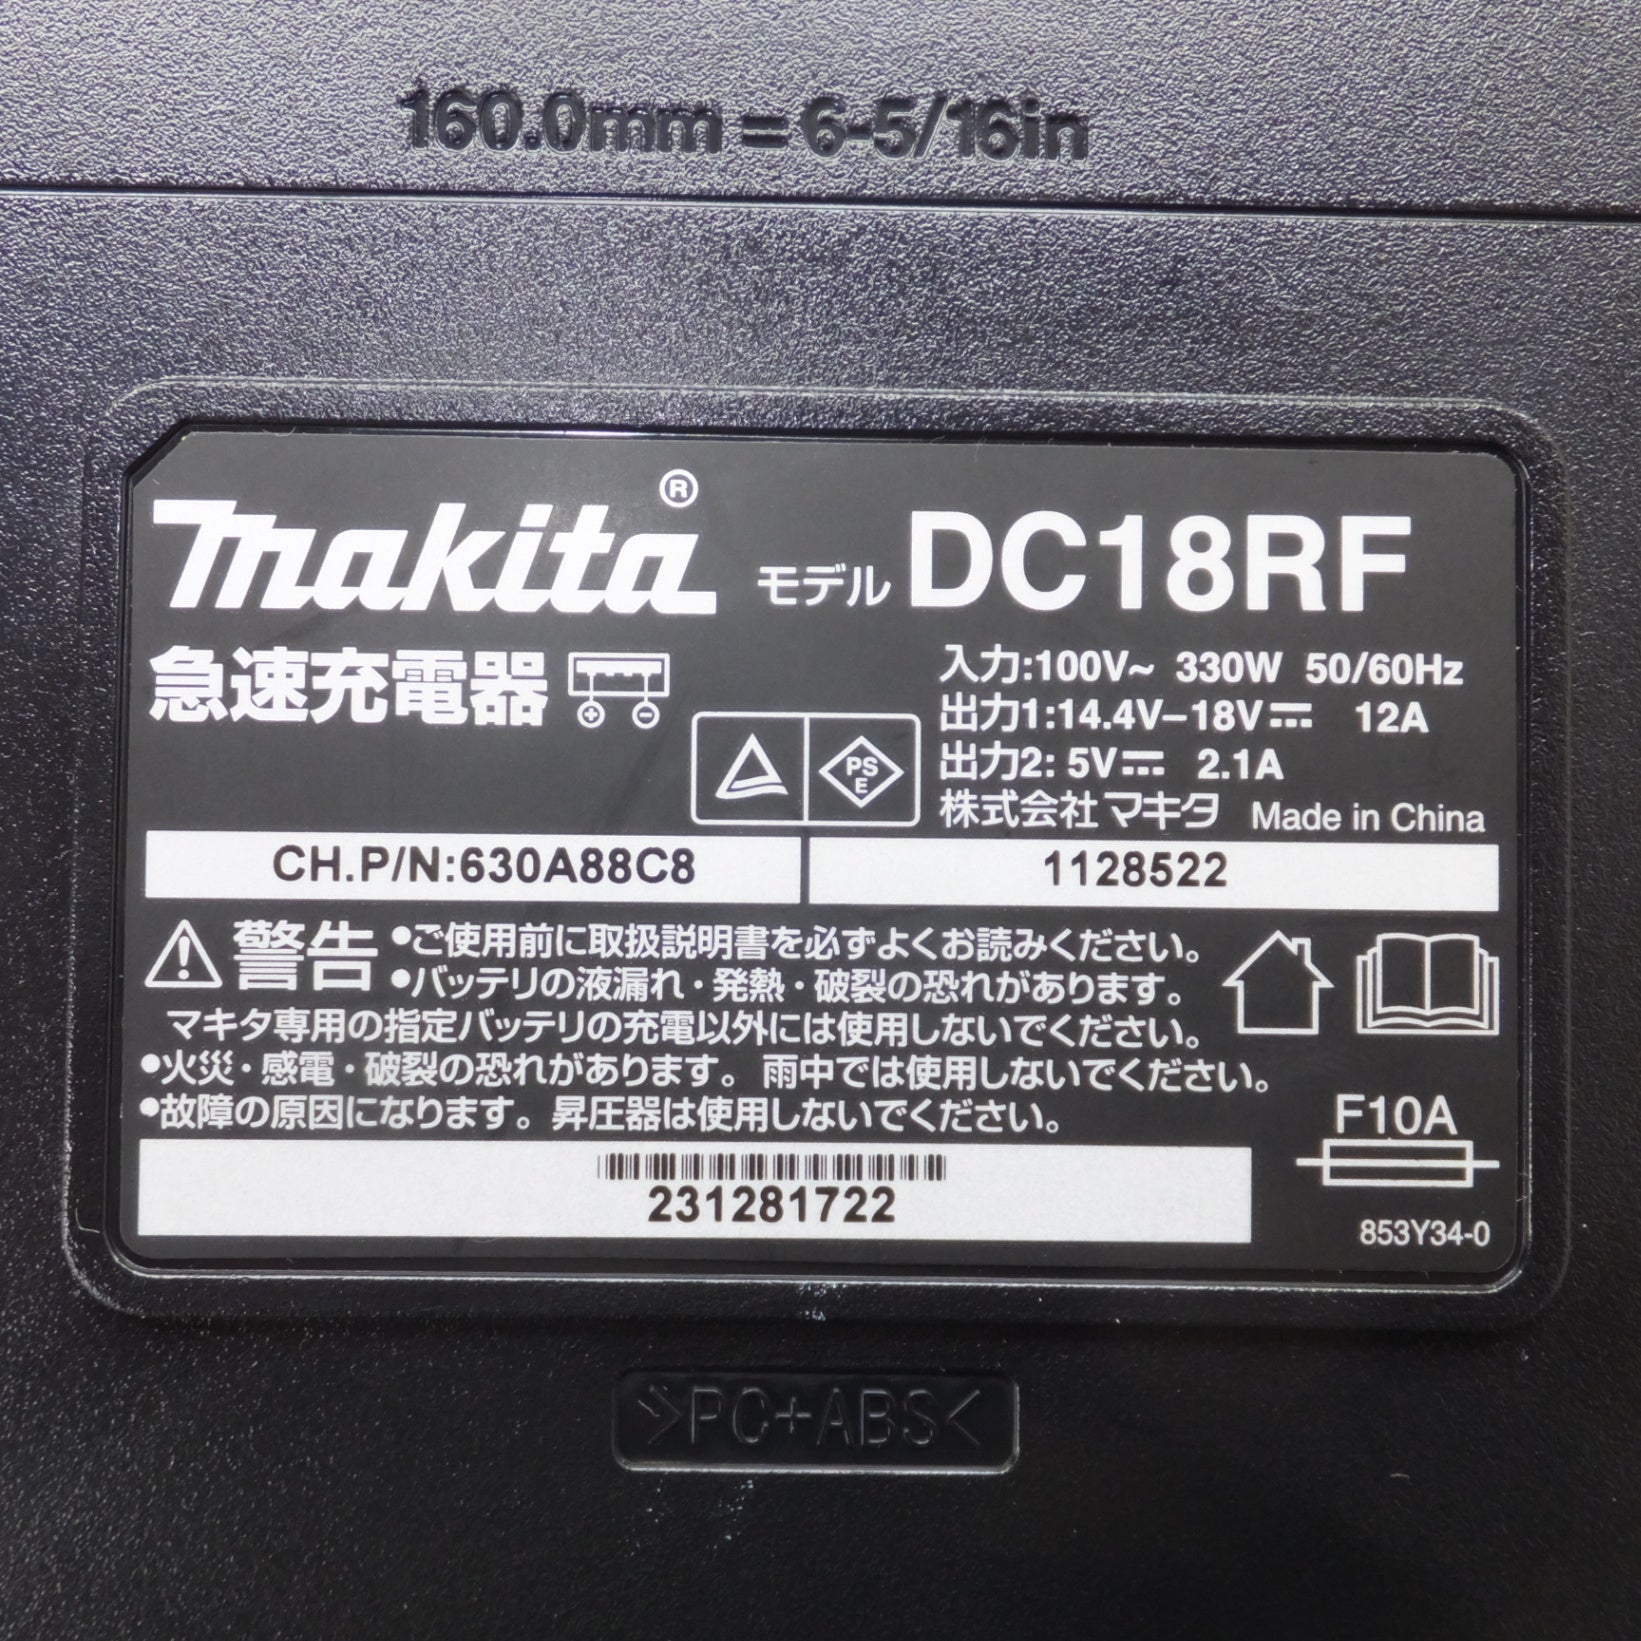 160.0mm = 6-5/16in
makita®
モデル DC18RF
急速充電器
入力:100V~ 330W 50/60Hz
出力1:14.4V-18V⎓ 12A
出力2: 5V⎓ 2.1A
PS
E
株式会社マキタ Made in China
CH.P/N:630A88C8
1128522
警告 •ご使用前に取扱説明書を必ずよくお読みください。
•バッテリの液漏れ・発熱・破裂の恐れがあります。
マキタ専用の指定バッテリの充電以外には使用しないでください。
•火災・感電・破裂の恐れがあります。雨中では使用しないでください。
•故障の原因になります。昇圧器は使用しないでください。
F10A
231281722
853Y34-0
>PC+ABS<